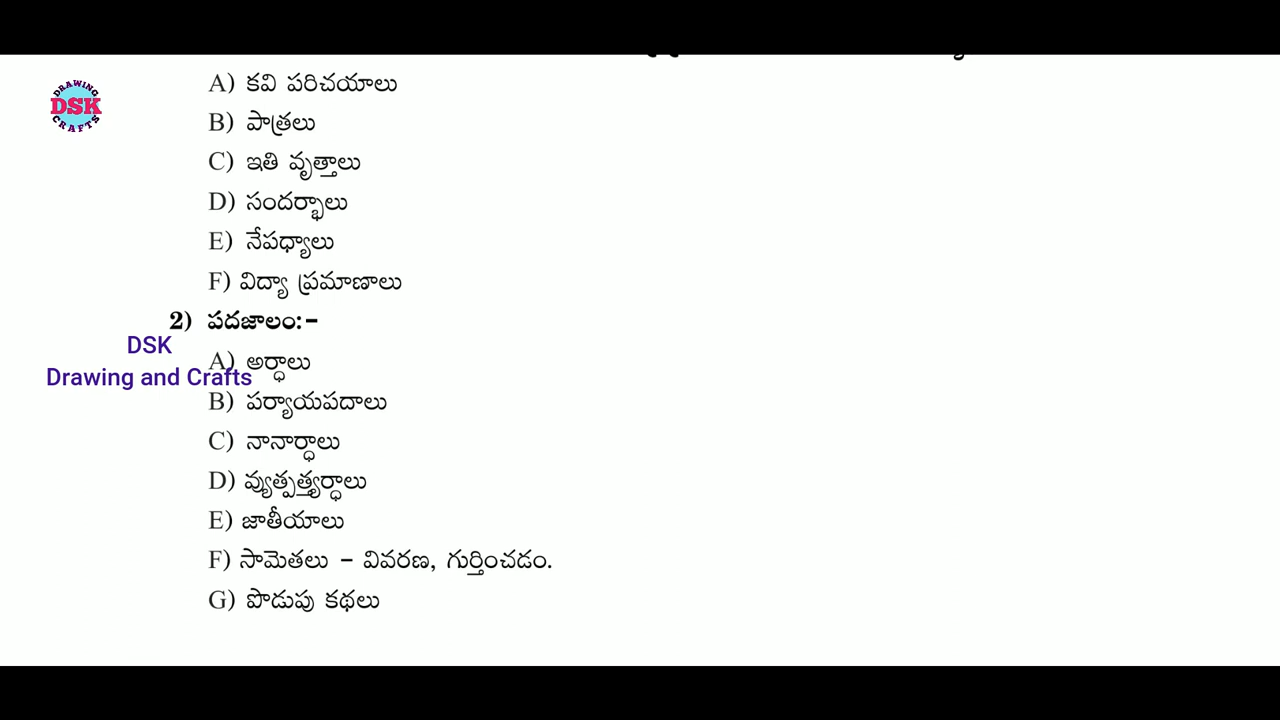 DRAWING
DSK
CRAFTS
A) కవి పరిచయాలు
B) పాత్రలు
C) ఇతి వృత్తాలు
D) సందర్భాలు
E) నేపధ్యాలు
F) విద్యా ప్రమాణాలు
2) పదజాలం:-
DSK
Drawing and Crafts
A) అర్ధాలు
B) పర్యాయపదాలు
C) నానార్ధాలు
D) వ్యుత్పత్త్యర్ధాలు
E) జాతీయాలు
F) సామెతలు - వివరణ, గుర్తించడం.
G) పొడుపు కథలు